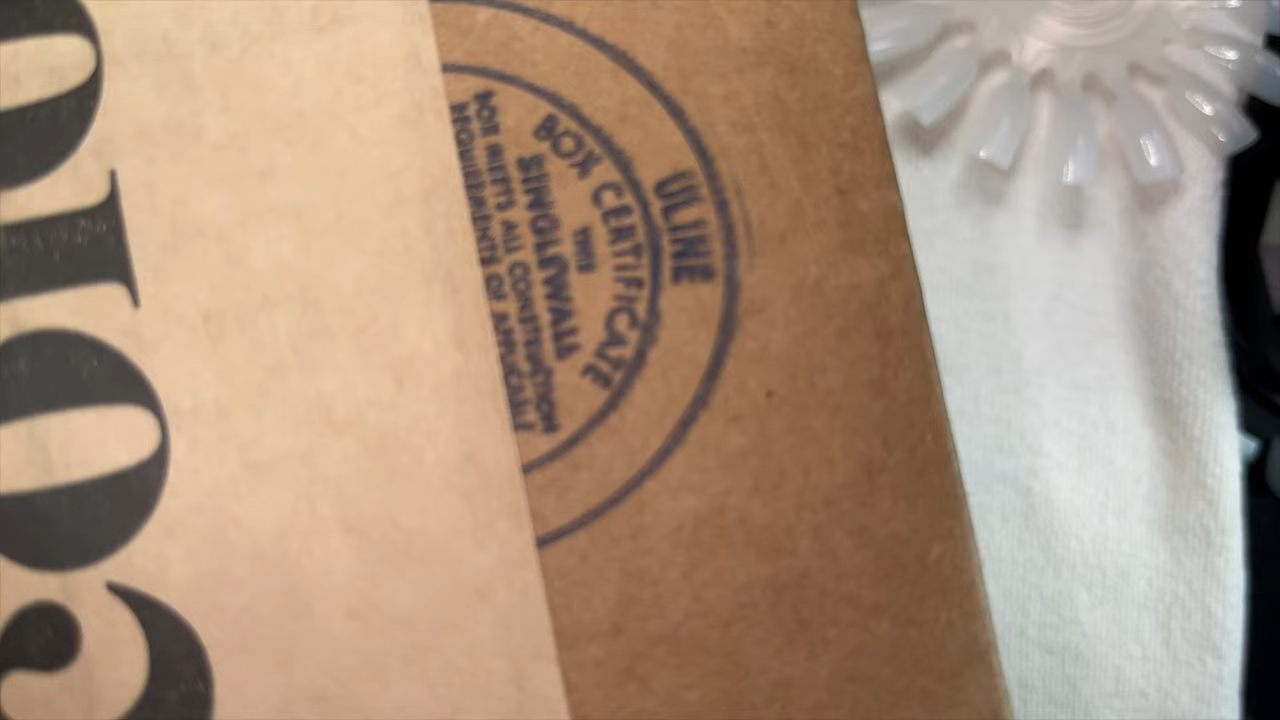 ULINE
BOX CERTIFICATE
THIS
SINGLEWALL
BOX MEETS ALL CONSTRUCTION
REQUIREMENTS OF APPLICABLE